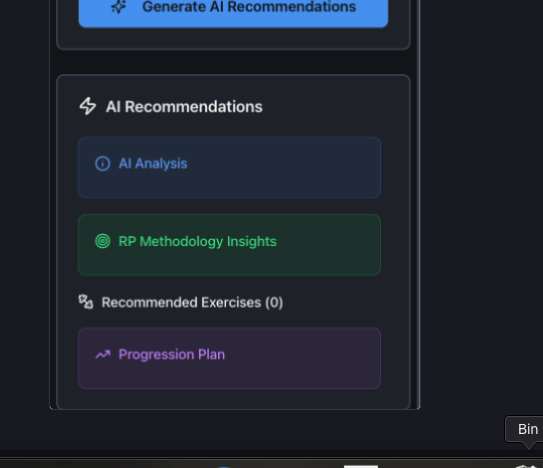 Generate AI Recommendations
AI Recommendations
AI Analysis
RP Methodology Insights
Recommended Exercises (0)
Progression Plan
Bin